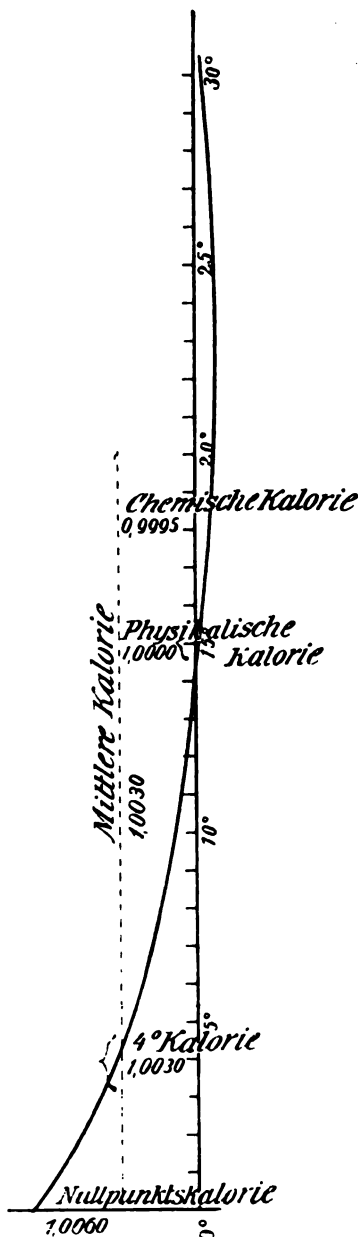 30°
25°
20°
Chemische Kalorie
0,9995
Physikalische
1,0000
15°
Kalorie
Mittlere Kalorie
1,0030
10°
5°
4° Kalorie
1,0030
Nullpunktskalorie
1,0060
0°